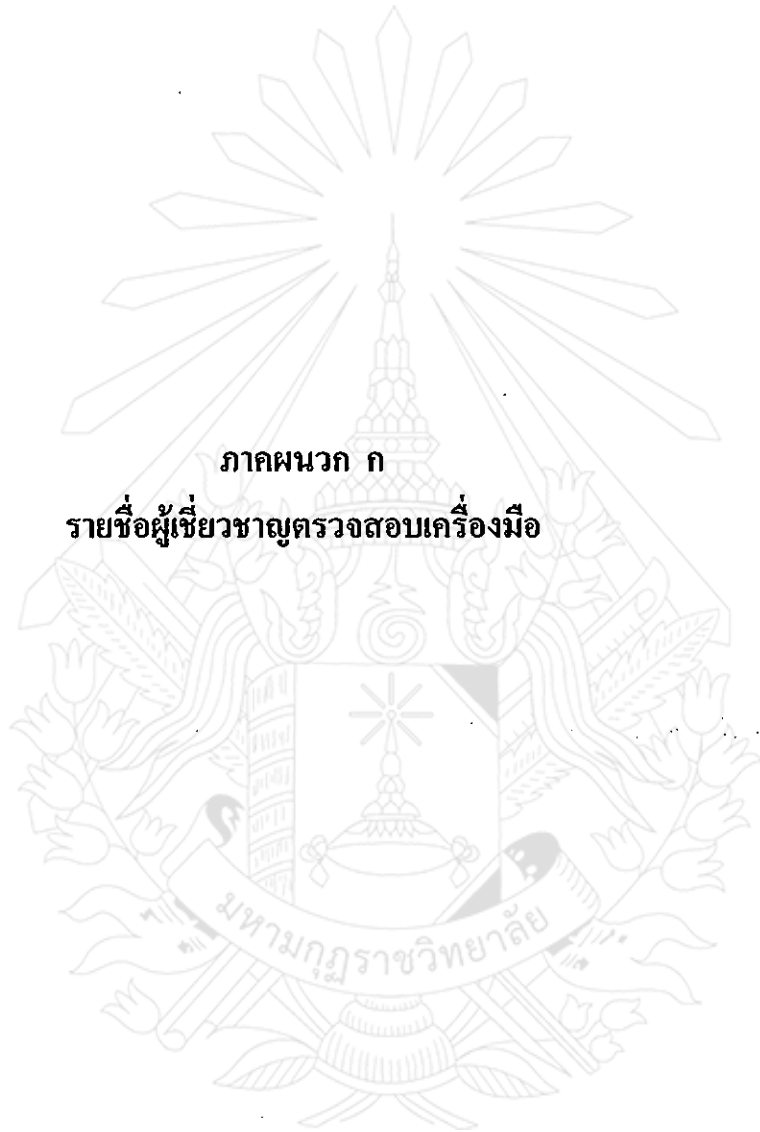 ภาคผนวก ก
รายชื่อผู้เชี่ยวชาญตรวจสอบเครื่องมือ
มหามกุฏราชวิทยาลัย